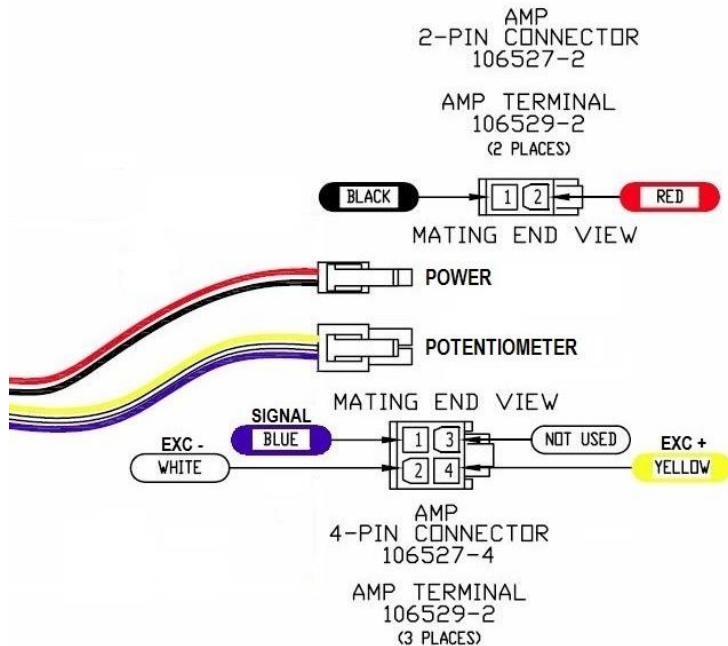 AMP
2-PIN CONNECTOR
106527-2
AMP TERMINAL
106529-2
(2 PLACES)
BLACK 1 2 RED
MATING END VIEW
POWER
POTENTIOMETER
MATING END VIEW
SIGNAL
BLUE 1 3 NOT USED
EXC - EXC +
WHITE 2 4 YELLOW
AMP
4-PIN CONNECTOR
106527-4
AMP TERMINAL
106529-2
(3 PLACES)